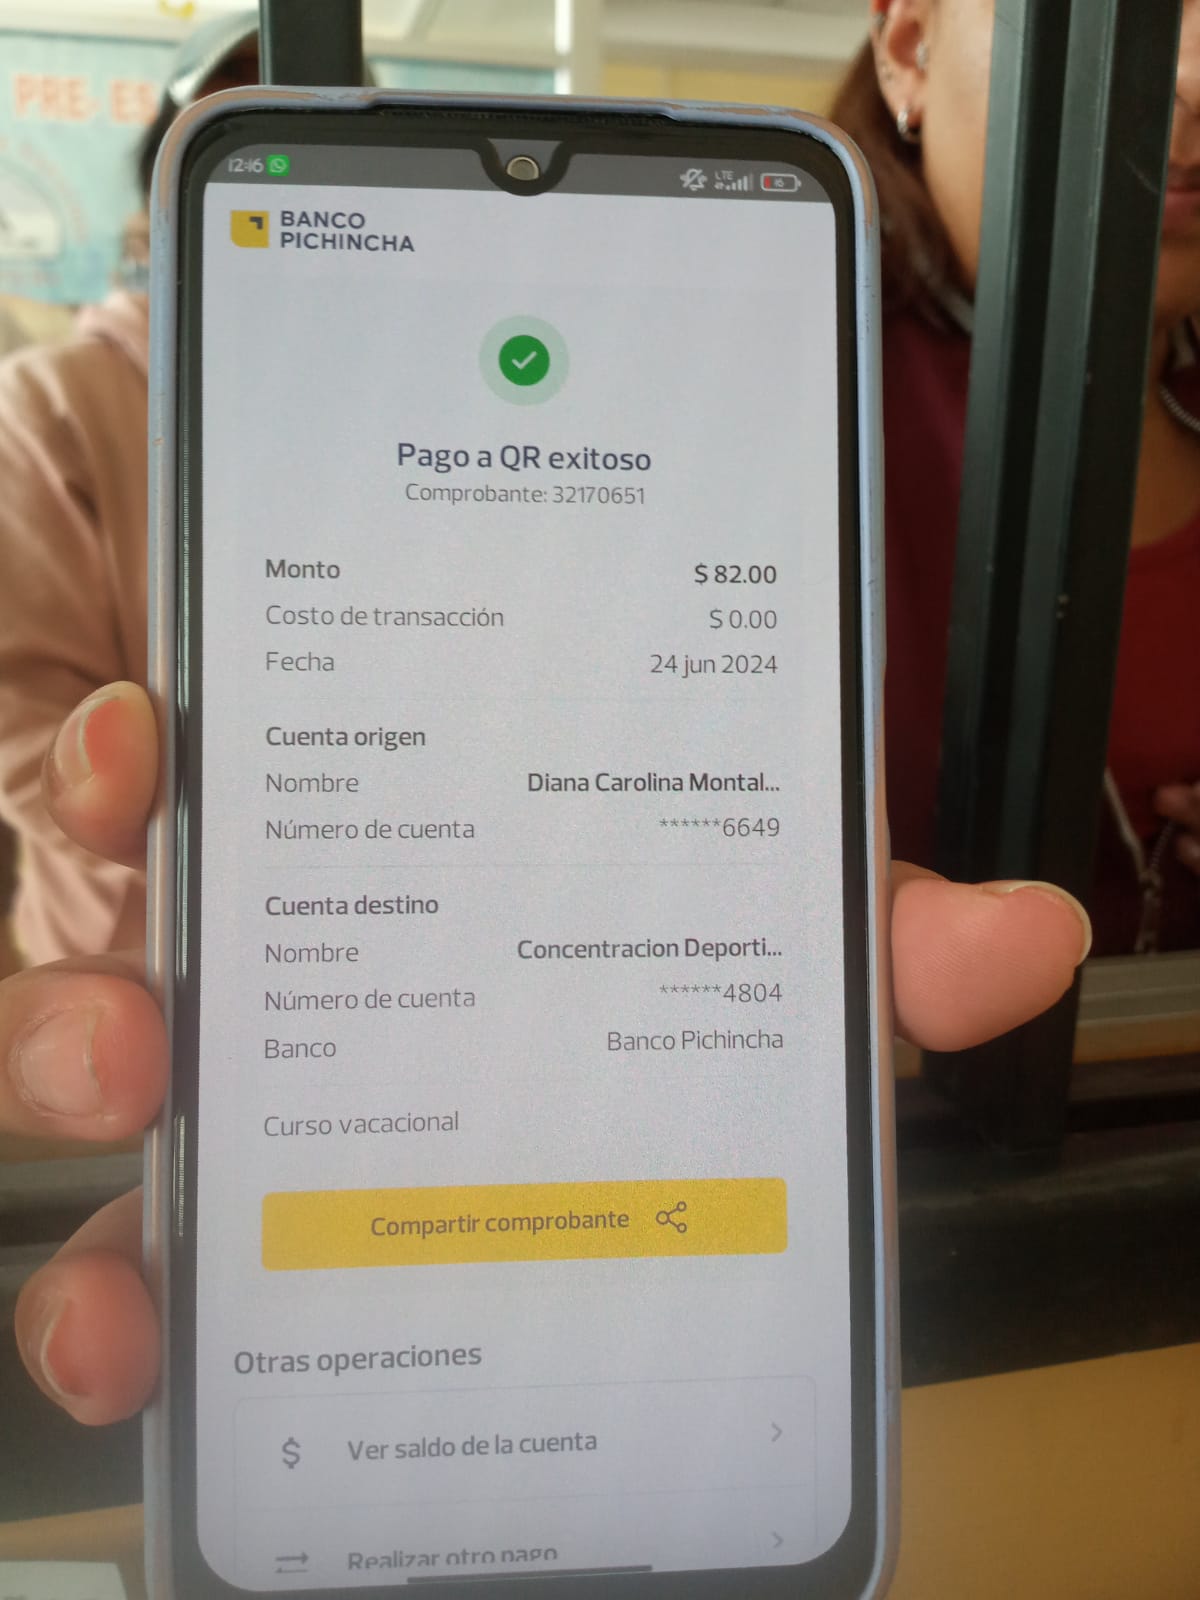 PRE- ES
12:16
LTE
16
BANCO
PICHINCHA
Pago a QR exitoso
Comprobante: 32170651
Monto $ 82.00
Costo de transacción $ 0.00
Fecha 24 jun 2024
Cuenta origen
Nombre Diana Carolina Montal...
Número de cuenta ******6649
Cuenta destino
Nombre Concentracion Deporti...
Número de cuenta ******4804
Banco Banco Pichincha
Curso vacacional
Compartir comprobante
Otras operaciones
$ Ver saldo de la cuenta
Realizar otro pago